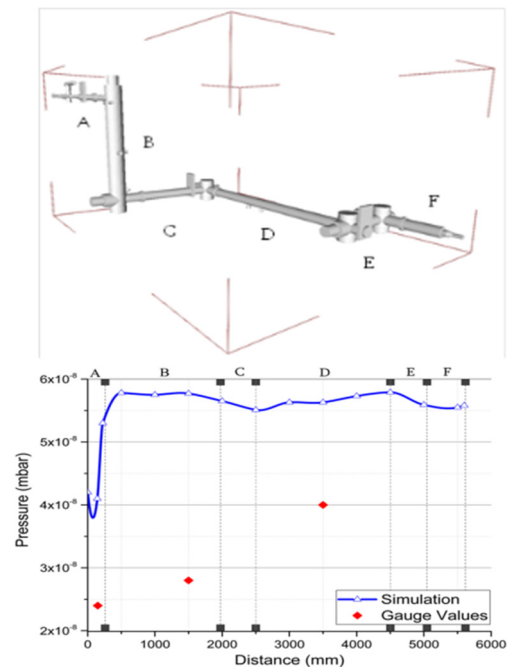 A
B
F
C
D
E
A B C D E F
6x10⁻⁸
5x10⁻⁸
4x10⁻⁸
3x10⁻⁸
2x10⁻⁸
Pressure (mbar)
Simulation
Gauge Values
0 1000 2000 3000 4000 5000 6000
Distance (mm)